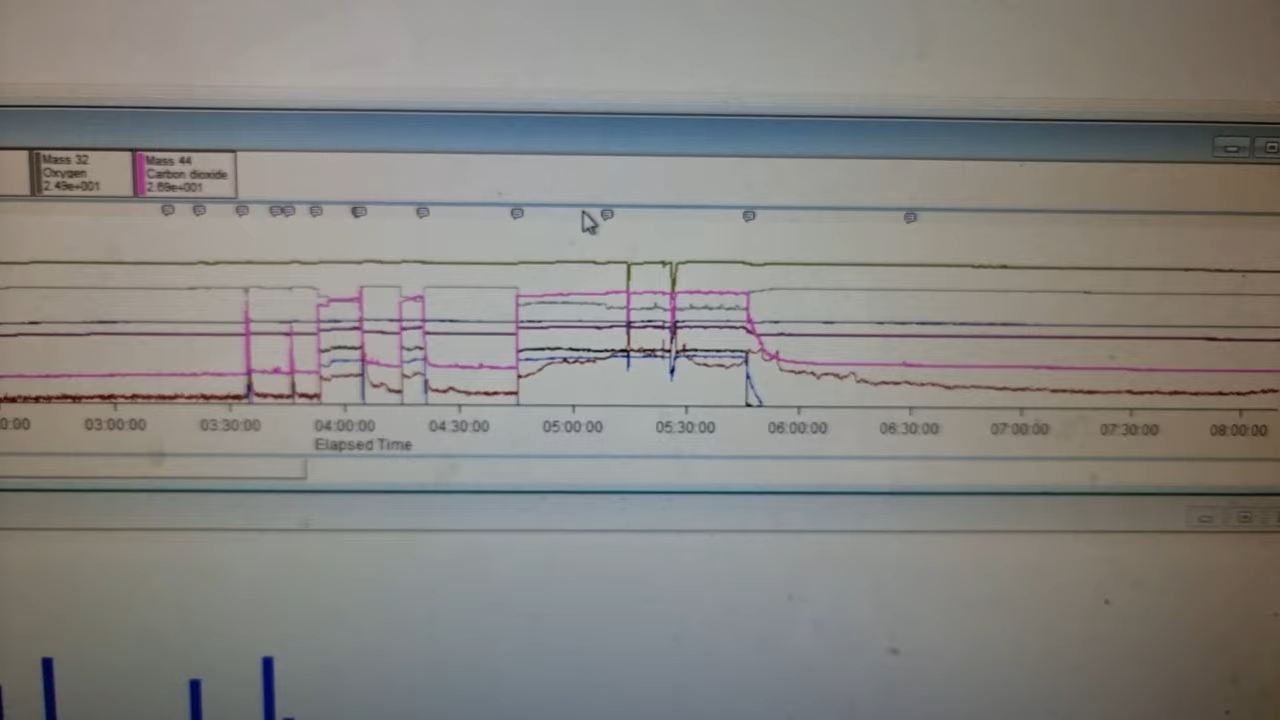 Mass 32
Oxygen
2.49e+001
Mass 44
Carbon dioxide
2.69e+001
0:00
03:00:00
03:30:00
04:00:00
04:30:00
05:00:00
05:30:00
06:00:00
06:30:00
07:00:00
07:30:00
08:00:00
Elapsed Time